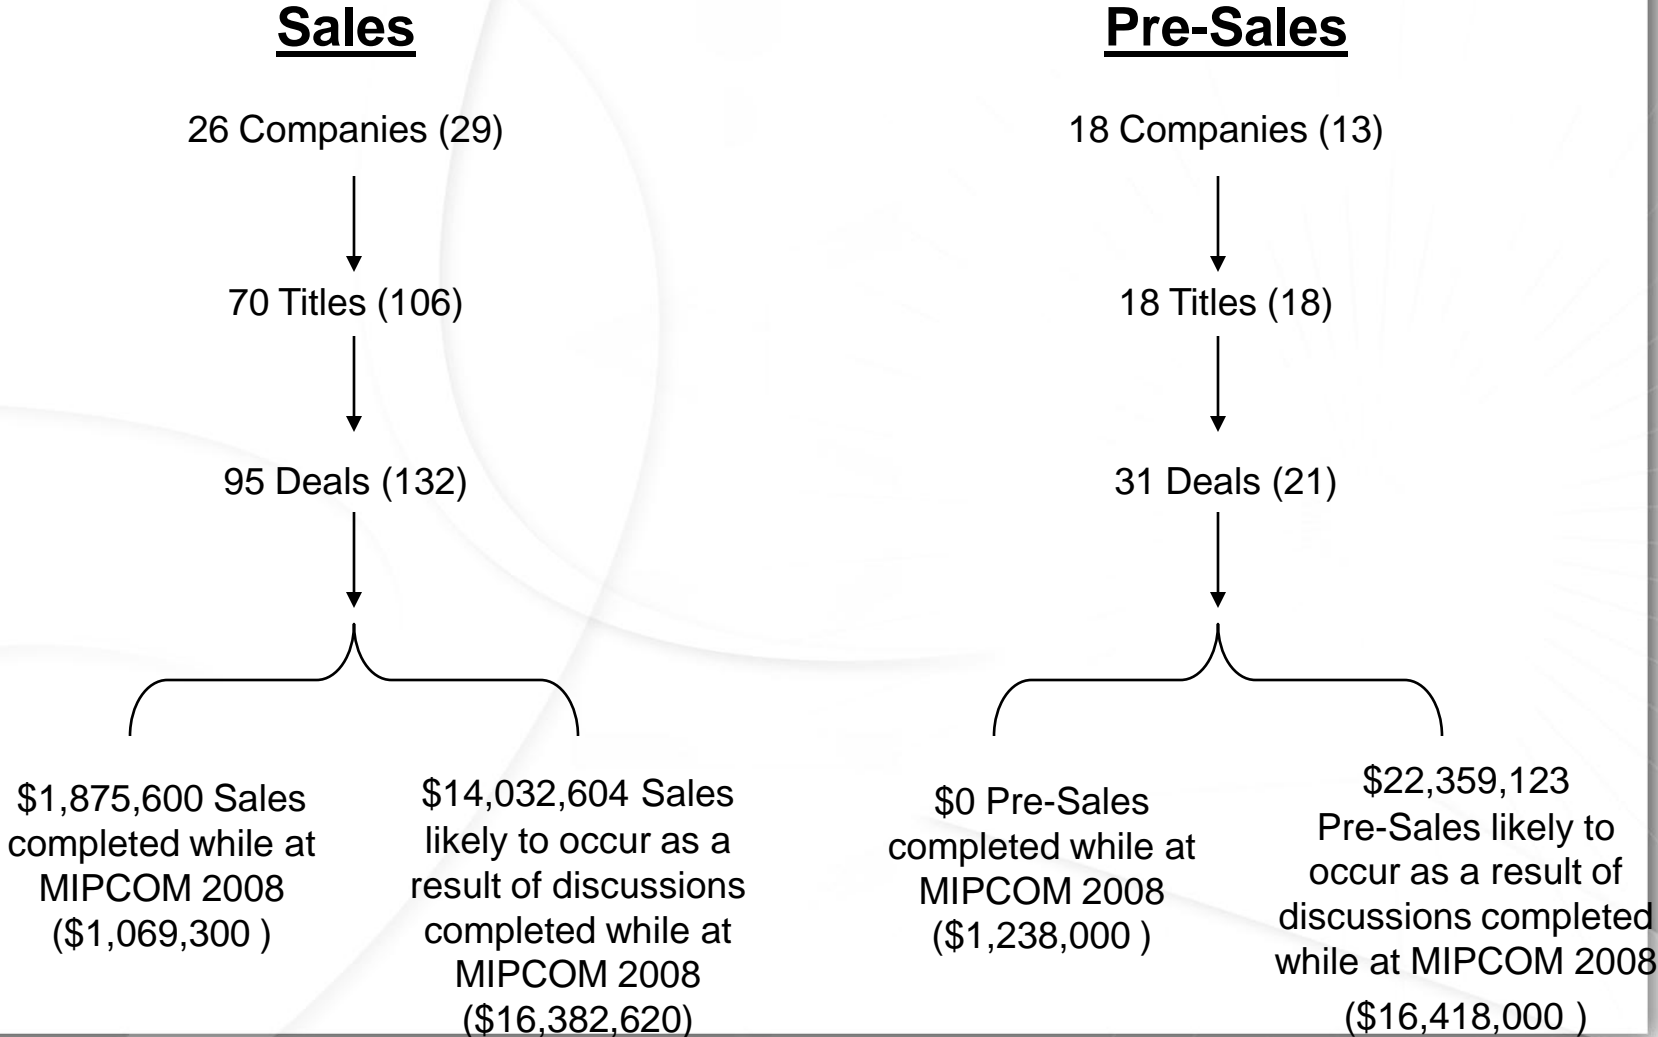 Sales
26 Companies (29)
70 Titles (106)
95 Deals (132)
$1,875,600 Sales
completed while at
MIPCOM 2008
($1,069,300 )
$14,032,604 Sales
likely to occur as a
result of discussions
completed while at
MIPCOM 2008
($16,382,620)
Pre-Sales
18 Companies (13)
18 Titles (18)
31 Deals (21)
$0 Pre-Sales
completed while at
MIPCOM 2008
($1,238,000 )
$22,359,123
Pre-Sales likely to
occur as a result of
discussions completed
while at MIPCOM 2008
($16,418,000 )